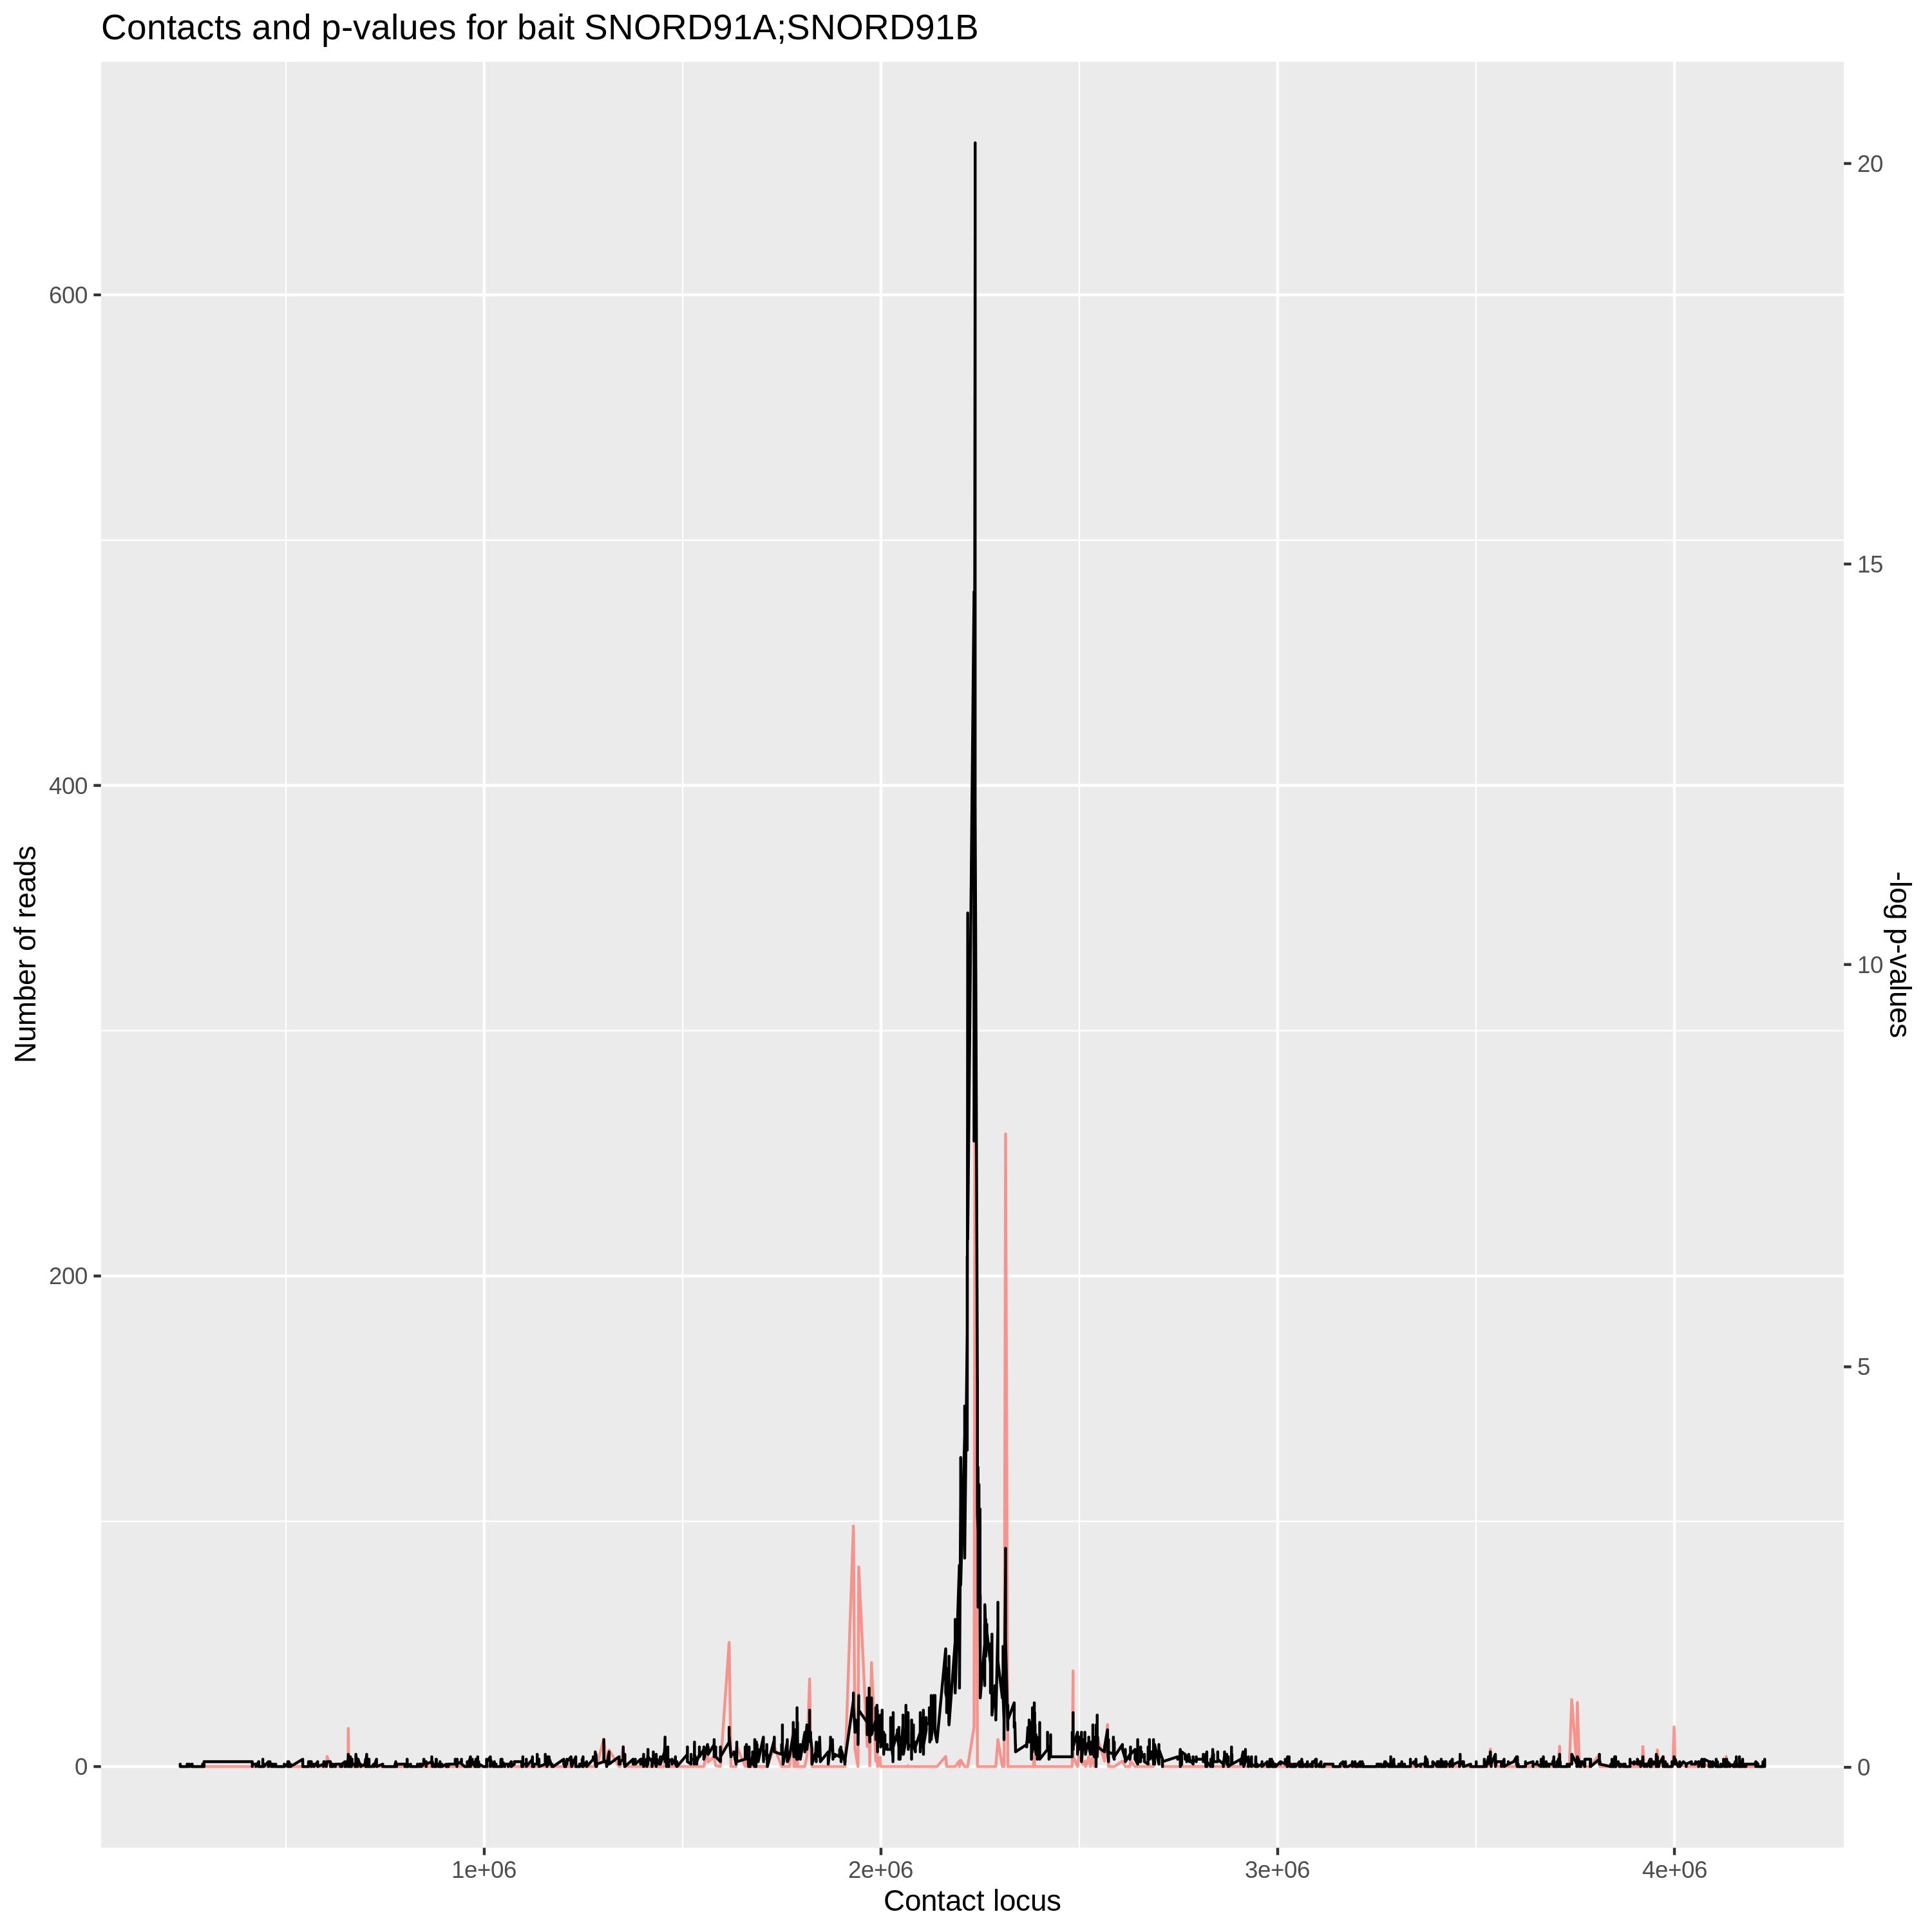 Contacts and p-values for bait SNORD91A;SNORD91B
Number of reads
600
400
200
0
20
15
10
5
0
-log p-values
1e+06
2e+06
3e+06
4e+06
Contact locus